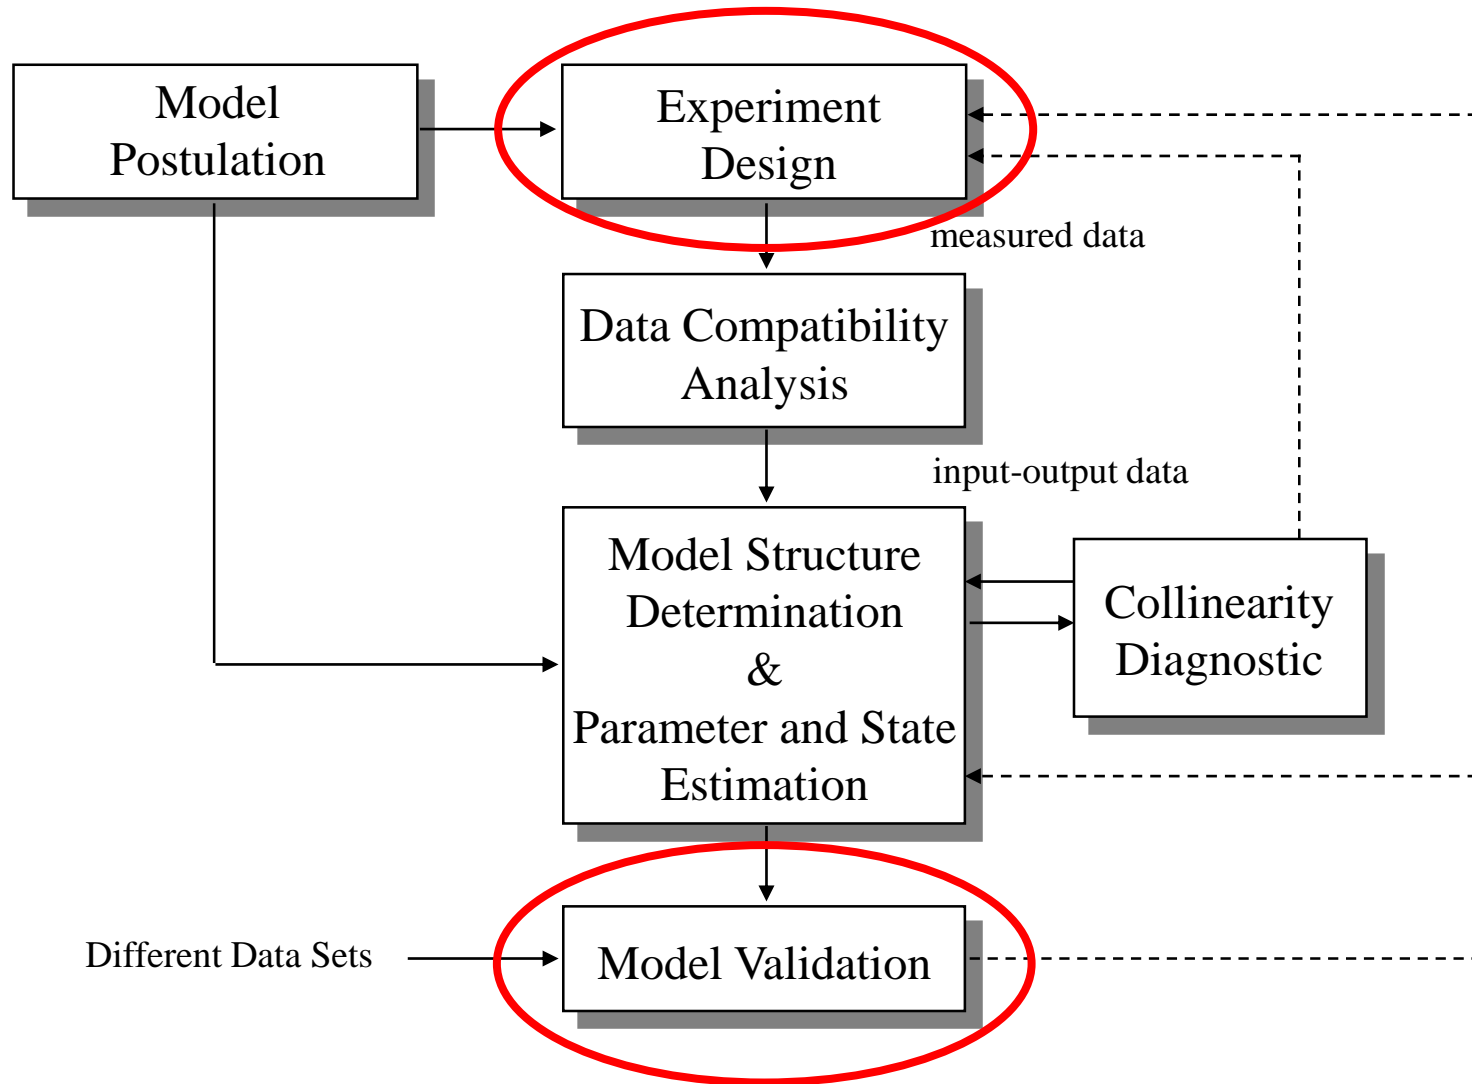 Model
Postulation
Experiment
Design
measured data
Data Compatibility
Analysis
input-output data
Model Structure
Determination
&
Parameter and State
Estimation
Collinearity
Diagnostic
Different Data Sets
Model Validation